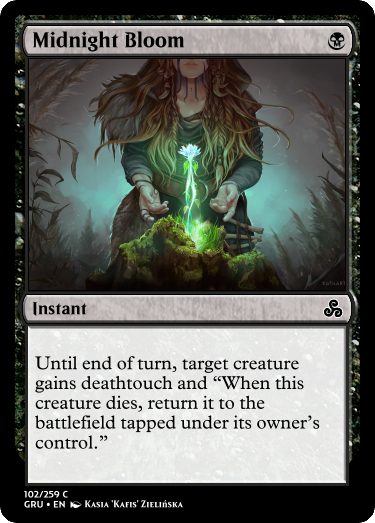 Midnight Bloom
Instant
Until end of turn, target creature
gains deathtouch and “When this
creature dies, return it to the
battlefield tapped under its owner’s
control.”
102/259 C
GRU • EN Kasia 'Kafis' Zielińska